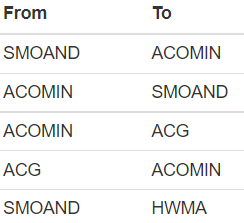 From To
SMOAND ACOMIN
ACOMIN SMOAND
ACOMIN ACG
ACG ACOMIN
SMOAND HWMA